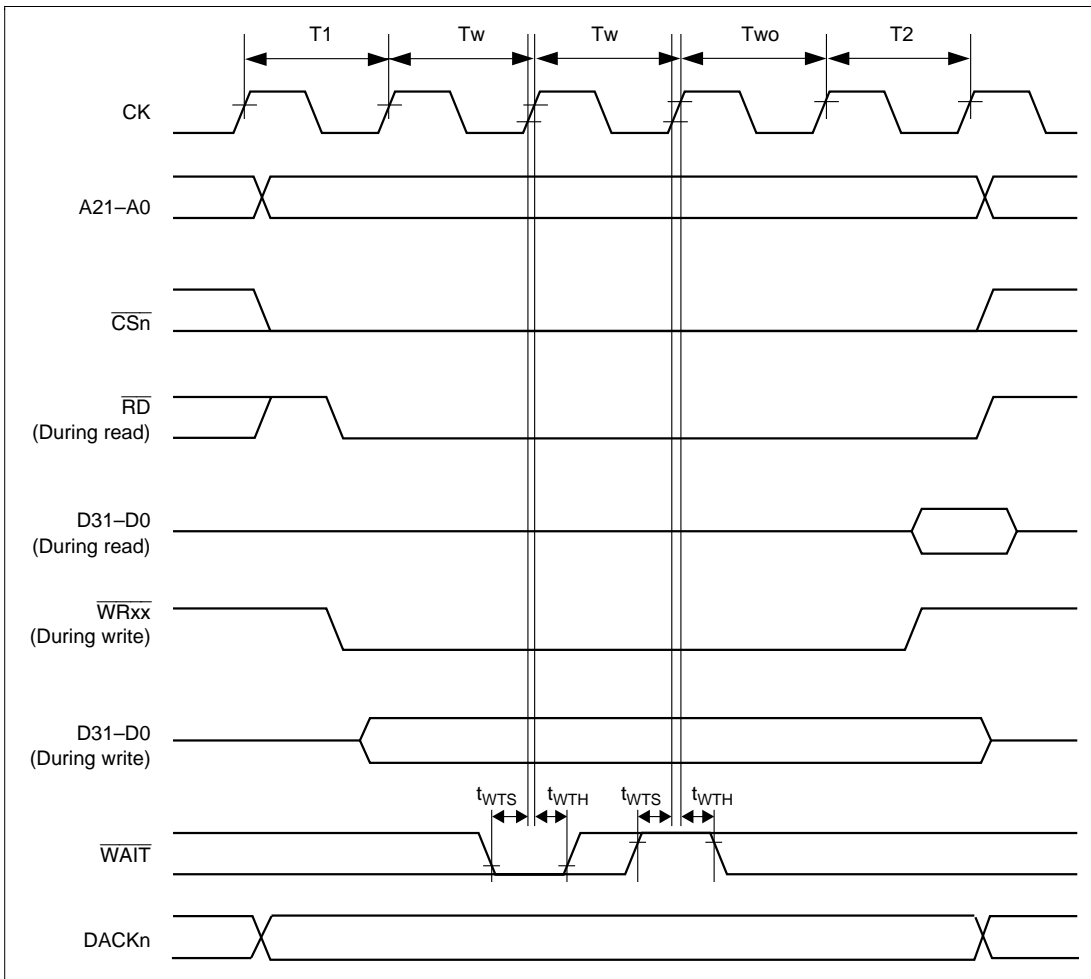 T1 Tw Tw Two T2
CK
A21–A0
CSn
RD
(During read)
D31–D0
(During read)
WRxx
(During write)
D31–D0
(During write)
tWTS tWTH tWTS tWTH
WAIT
DACKn